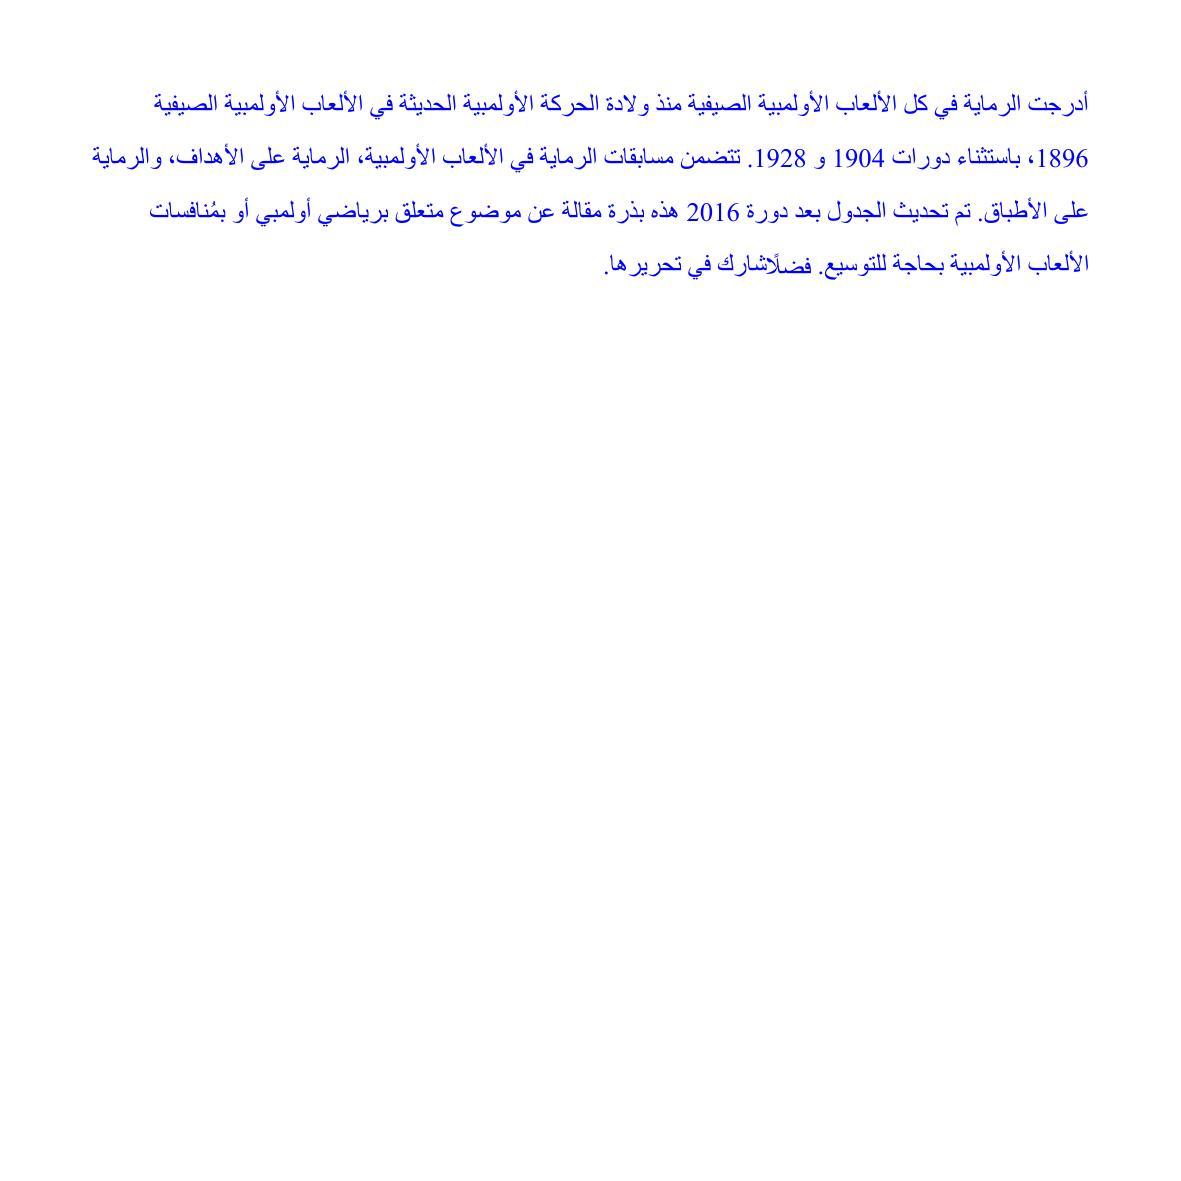 أدرجت الرماية في كل الألعاب الأولمبية الصيفية منذ ولادة الحركة الأولمبية الحديثة في الألعاب الأولمبية الصيفية
1896، باستثناء دورات 1904 و 1928. تتضمن مسابقات الرماية في الألعاب الأولمبية، الرماية على الأهداف، والرماية
على الأطباق. تم تحديث الجدول بعد دورة 2016 هذه بذرة مقالة عن موضوع متعلق برياضي أولمبي أو بمُنافسات
الألعاب الأولمبية بحاجة للتوسيع. فضلًاشارك في تحريرها.